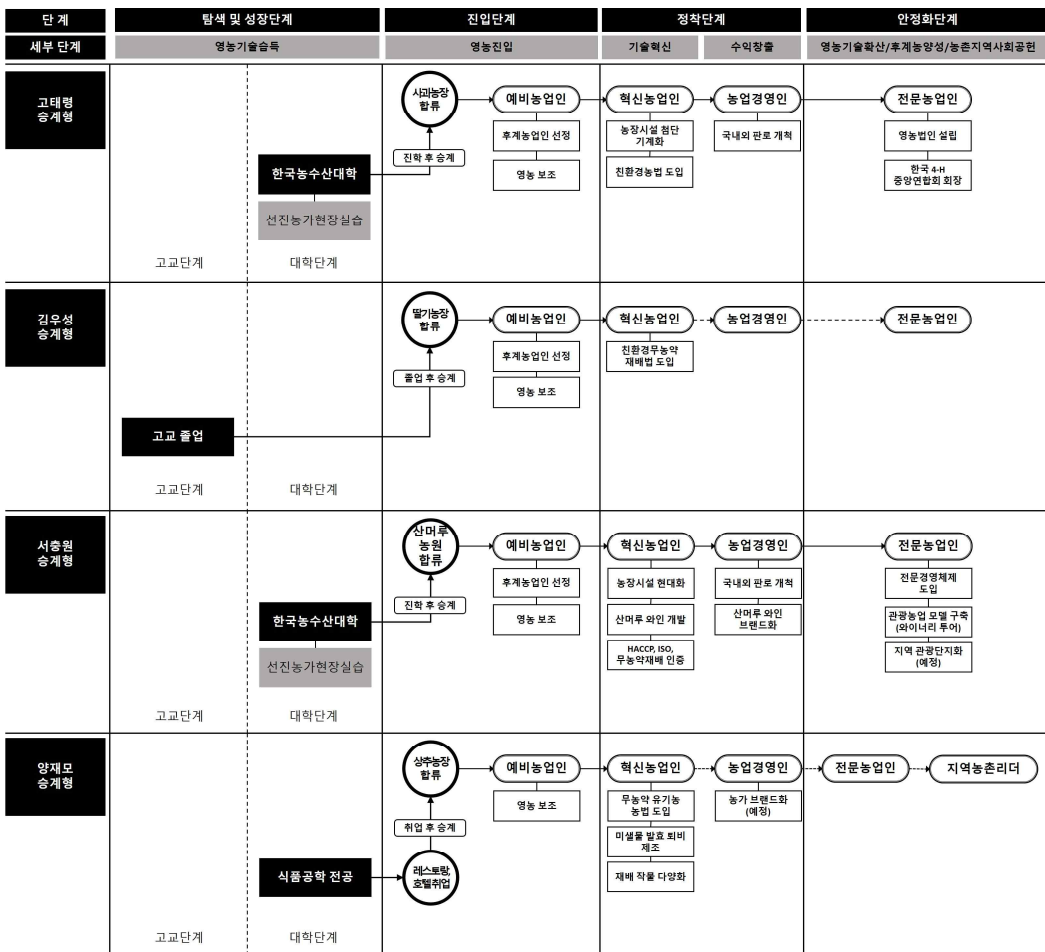 단 계
탐색 및 성장단계
진입단계
정착단계
안정화단계
세부 단계
영농기술습득
영농진입
기술혁신
수익창출
영농기술확산/후계농양성/농촌지역사회공헌
고태령
승계형
사과농장
합류
예비농업인
혁신농업인
농업경영인
전문농업인
후계농업인 선정
농장시설 첨단
기계화
국내외 판로 개척
영농법인 설립
진학 후 승계
한국농수산대학
영농 보조
친환경농법 도입
한국 4-H
중앙연합회 회장
선진농가현장실습
고교단계
대학단계
김우성
승계형
딸기농장
합류
예비농업인
혁신농업인
농업경영인
전문농업인
후계농업인 선정
친환경무농약
재배법 도입
졸업 후 승계
영농 보조
고교 졸업
고교단계
대학단계
서충원
승계형
산머루
농원
합류
예비농업인
혁신농업인
농업경영인
전문농업인
후계농업인 선정
농장시설 현대화
국내외 판로 개척
전문경영체제
도입
진학 후 승계
한국농수산대학
영농 보조
산머루 와인 개발
산머루 와인
브랜드화
관광농업 모델 구축
(와이너리 투어)
선진농가현장실습
HACCP, ISO,
무농약재배 인증
지역 관광단지화
(예정)
고교단계
대학단계
양재모
승계형
상추농장
합류
예비농업인
혁신농업인
농업경영인
전문농업인
지역농촌리더
영농 보조
무농약 유기농
농법 도입
농가 브랜드화
(예정)
취업 후 승계
미샐물 발효 퇴비
제조
식품공학 전공
레스토랑,
호텔취업
재배 작물 다양화
고교단계
대학단계